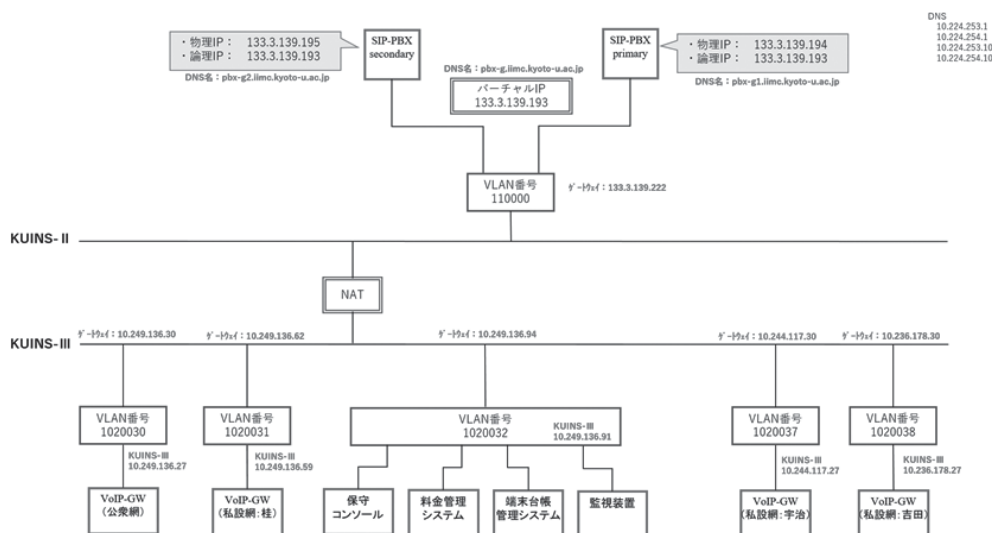 DNS
10.224.253.1
10.224.254.1
10.224.253.10
10.224.254.10
・物理IP： 133.3.139.195
・論理IP： 133.3.139.193
DNS名：pbx-g2.iimc.kyoto-u.ac.jp
SIP-PBX
secondary
DNS名：pbx-g.iimc.kyoto-u.ac.jp
バーチャルIP
133.3.139.193
SIP-PBX
primary
・物理IP： 133.3.139.194
・論理IP： 133.3.139.193
DNS名：pbx-g1.iimc.kyoto-u.ac.jp
VLAN番号
110000
ｹﾞｰﾄｳｪｲ：133.3.139.222
KUINS-Ⅱ
NAT
KUINS-Ⅲ
ｹﾞｰﾄｳｪｲ：10.249.136.30
ｹﾞｰﾄｳｪｲ：10.249.136.62
ｹﾞｰﾄｳｪｲ：10.249.136.94
ｹﾞｰﾄｳｪｲ：10.244.117.30
ｹﾞｰﾄｳｪｲ：10.236.178.30
VLAN番号
1020030
VLAN番号
1020031
VLAN番号
1020032
KUINS-Ⅲ
10.249.136.91
VLAN番号
1020037
VLAN番号
1020038
KUINS-Ⅲ
10.249.136.27
KUINS-Ⅲ
10.249.136.59
KUINS-Ⅲ
10.244.117.27
KUINS-Ⅲ
10.236.178.27
VoIP-GW
（公衆網）
VoIP-GW
（私設網：桂）
保守
コンソール
料金管理
システム
端末台帳
管理システム
監視装置
VoIP-GW
（私設網：宇治）
VoIP-GW
（私設網：吉田）